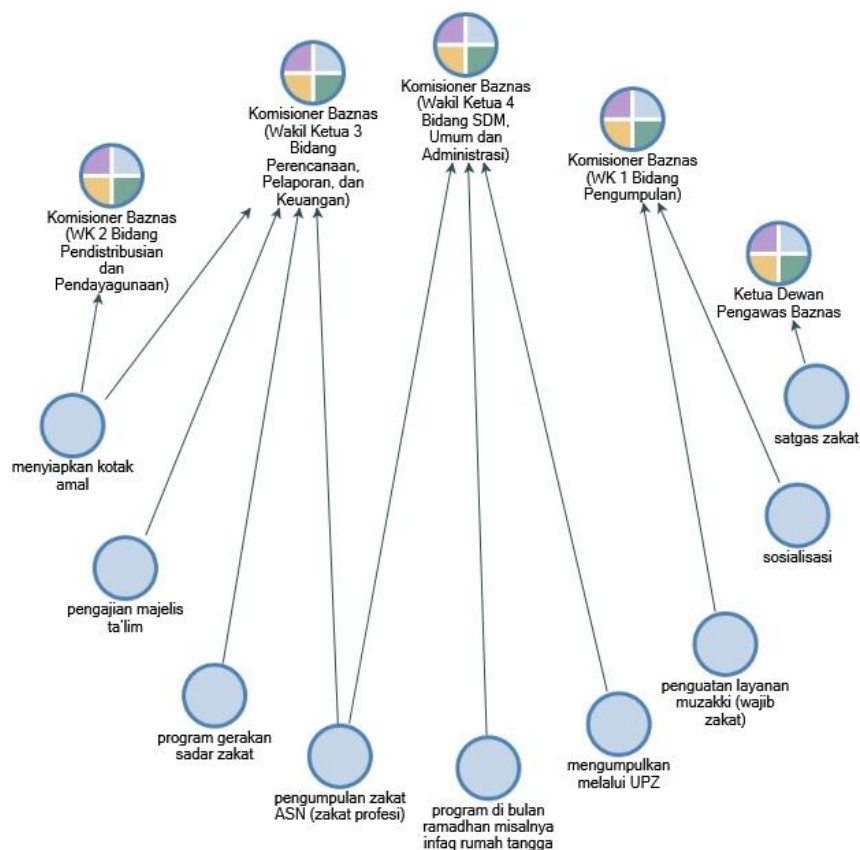 Komisioner Baznas
(Wakil Ketua 4
Bidang SDM,
Umum dan
Administrasi)
Komisioner Baznas
(Wakil Ketua 3
Bidang
Perencanaan,
Pelaporan, dan
Keuangan)
Komisioner Baznas
(WK 1 Bidang
Pengumpulan)
Komisioner Baznas
(WK 2 Bidang
Pendistribusian
dan
Pendayagunaan)
Ketua Dewan
Pengawas Baznas
satgas zakat
menyiapkan kotak
amal
sosialisasi
pengajian majelis
ta'lim
penguatan layanan
muzakki (wajib
zakat)
program gerakan
sadar zakat
mengumpulkan
melalui UPZ
pengumpulan zakat
ASN (zakat profesi)
program di bulan
ramadhan misalnya
infaq rumah tangga